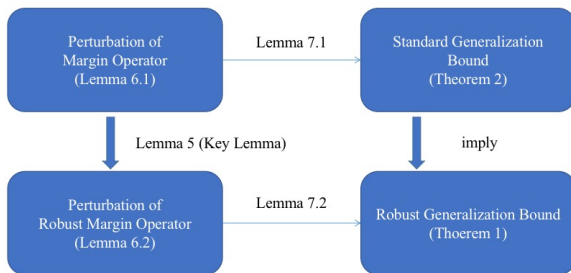 Perturbation of
Margin Operator
(Lemma 6.1)
Lemma 7.1
Standard Generalization
Bound
(Theorem 2)
Lemma 5 (Key Lemma)
imply
Perturbation of
Robust Margin Operator
(Lemma 6.2)
Lemma 7.2
Robust Generalization Bound
(Thoerem 1)